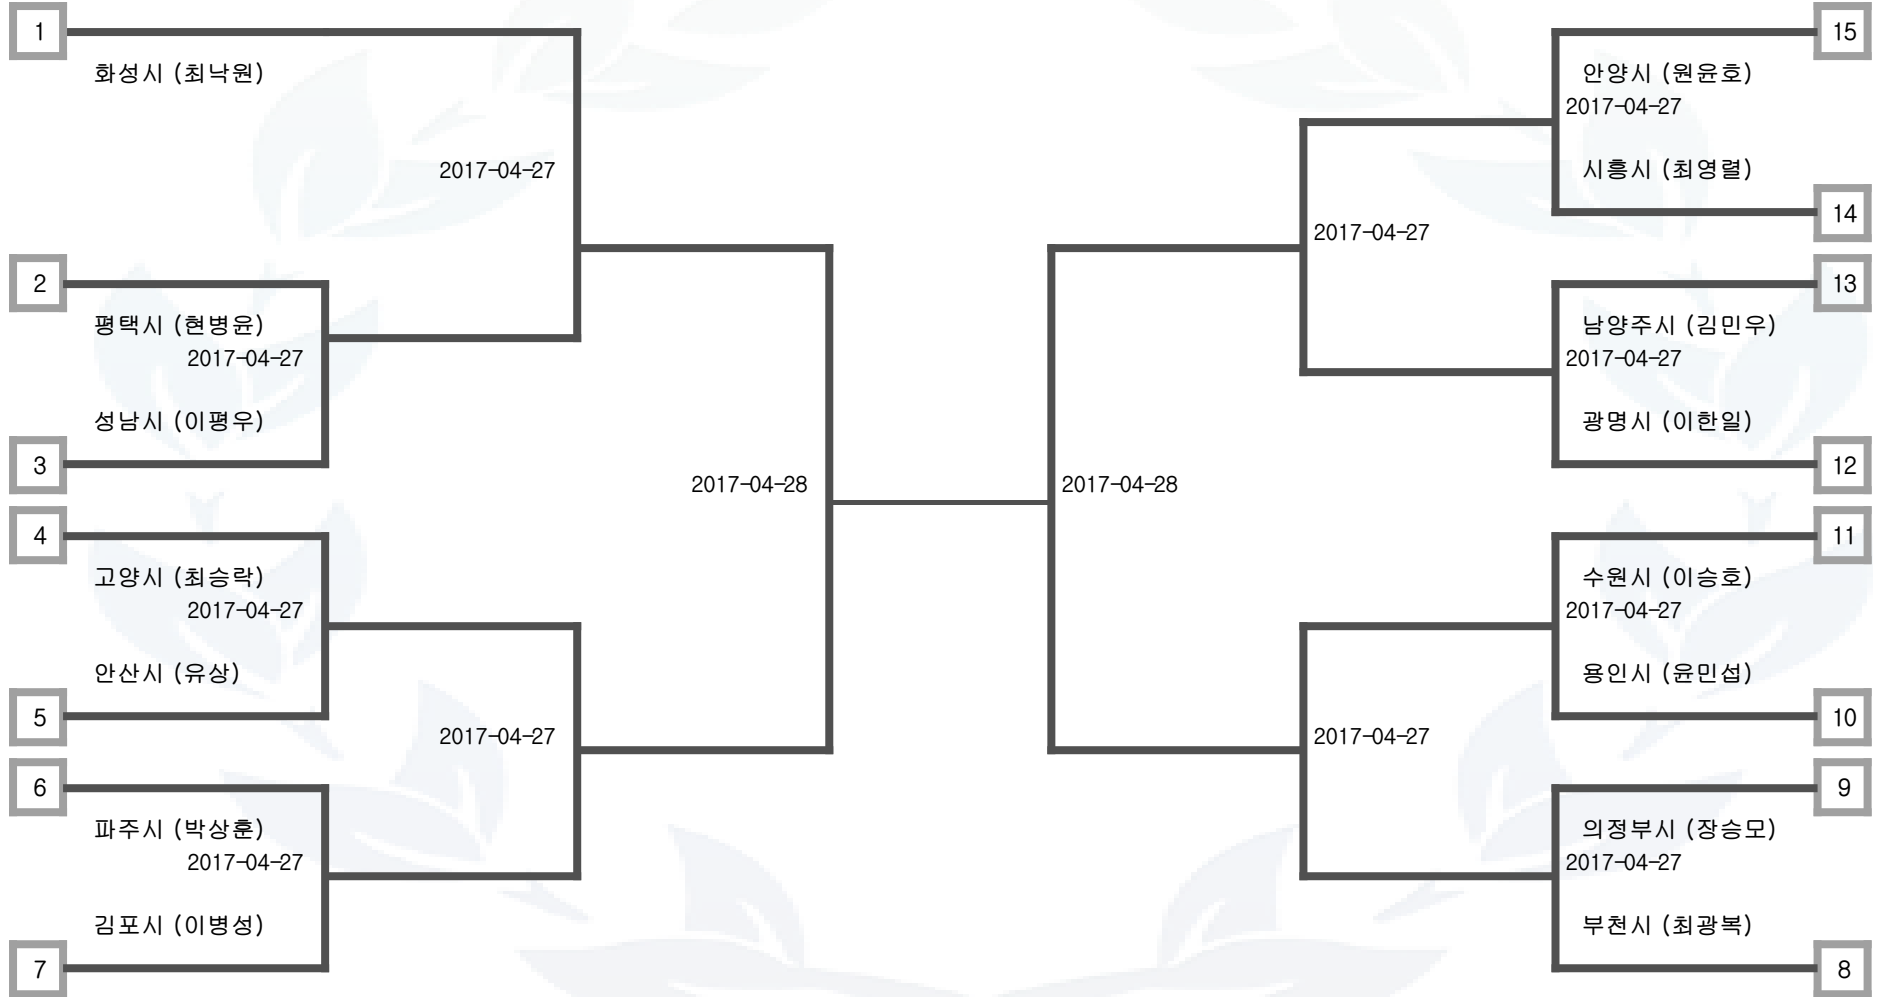 1
화성시 (최낙원)
2017-04-27
2
평택시 (현병윤)
2017-04-27
성남시 (이평우)
3
4
고양시 (최승락)
2017-04-27
안산시 (유상)
5
2017-04-27
6
파주시 (박상훈)
2017-04-27
김포시 (이병성)
7
2017-04-28
2017-04-28
15
안양시 (원윤호)
2017-04-27
시흥시 (최영렬)
14
2017-04-27
13
남양주시 (김민우)
2017-04-27
광명시 (이한일)
12
11
수원시 (이승호)
2017-04-27
용인시 (윤민섭)
10
2017-04-27
9
의정부시 (장승모)
2017-04-27
부천시 (최광복)
8